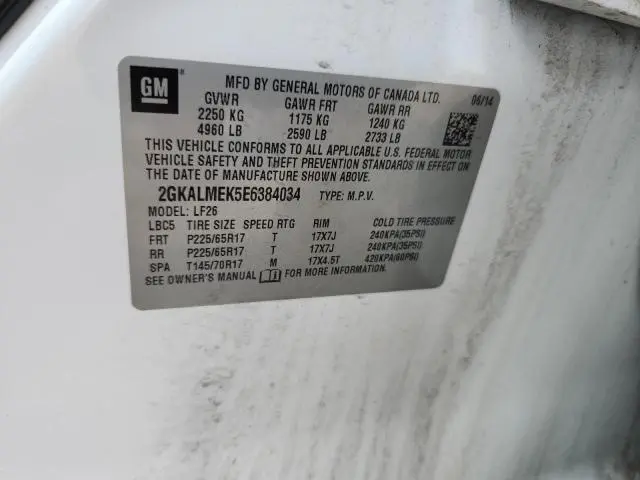 GM ®
MFD BY GENERAL MOTORS OF CANADA LTD. 06/14
GVWR GAWR FRT GAWR RR
2250 KG 1175 KG 1240 KG
4960 LB 2590 LB 2733 LB
THIS VEHICLE CONFORMS TO ALL APPLICABLE U.S. FEDERAL MOTOR
VEHICLE SAFETY AND THEFT PREVENTION STANDARDS IN EFFECT ON
THE DATE OF MANUFACTURE SHOWN ABOVE.
2GKALMEK5E6384034 TYPE: M.P.V.
MODEL: LF26
LBC5 TIRE SIZE SPEED RTG RIM COLD TIRE PRESSURE
FRT P225/65R17 T 17X7J 240KPA(35PSI)
RR P225/65R17 T 17X7J 240KPA(35PSI)
SPA T145/70R17 M 17X4.5T 420KPA(60PSI)
SEE OWNER'S MANUAL FOR MORE INFORMATION.